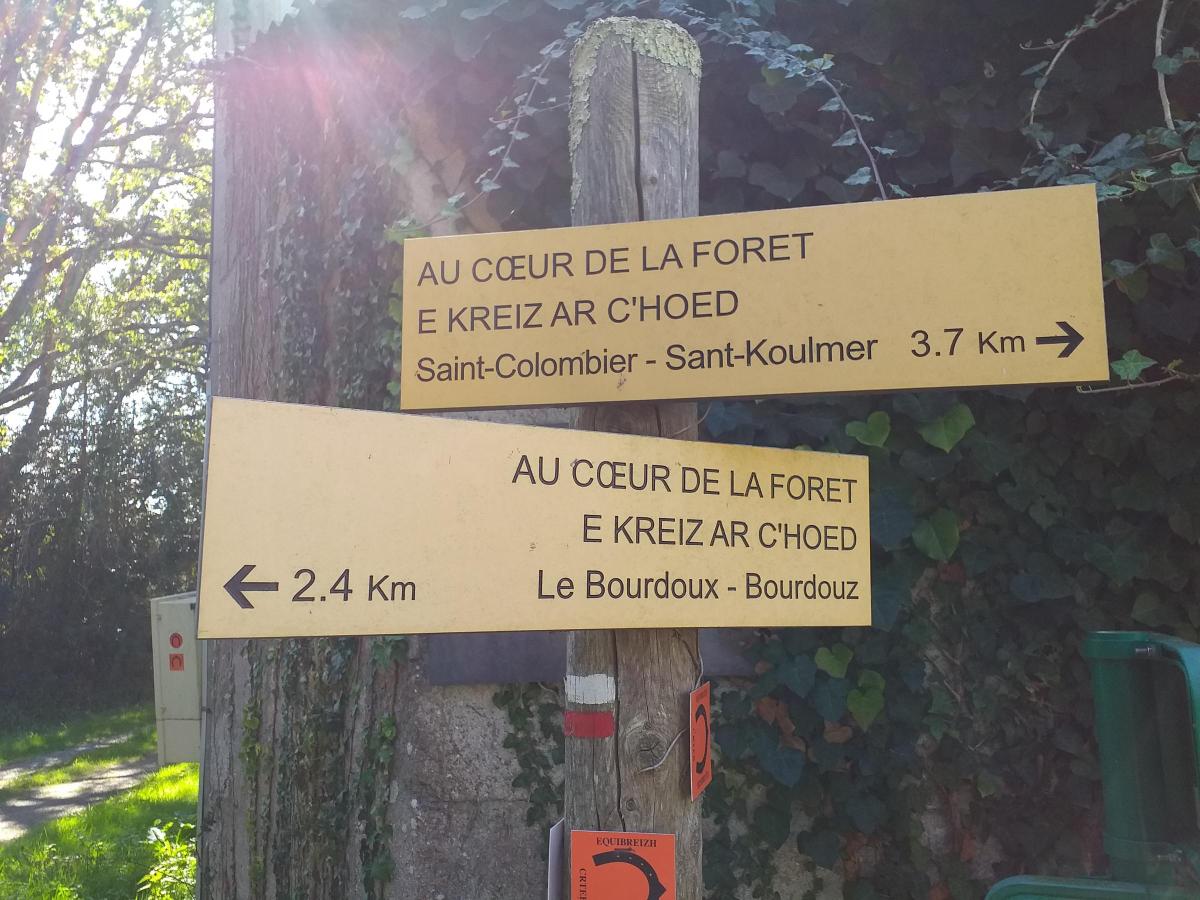 AU CŒUR DE LA FORET
E KREIZ AR C'HOED
Saint-Colombier - Sant-Koulmer 3.7 Km →
AU CŒUR DE LA FORET
E KREIZ AR C'HOED
← 2.4 Km Le Bourdoux - Bourdouz
EQUIBREIZH